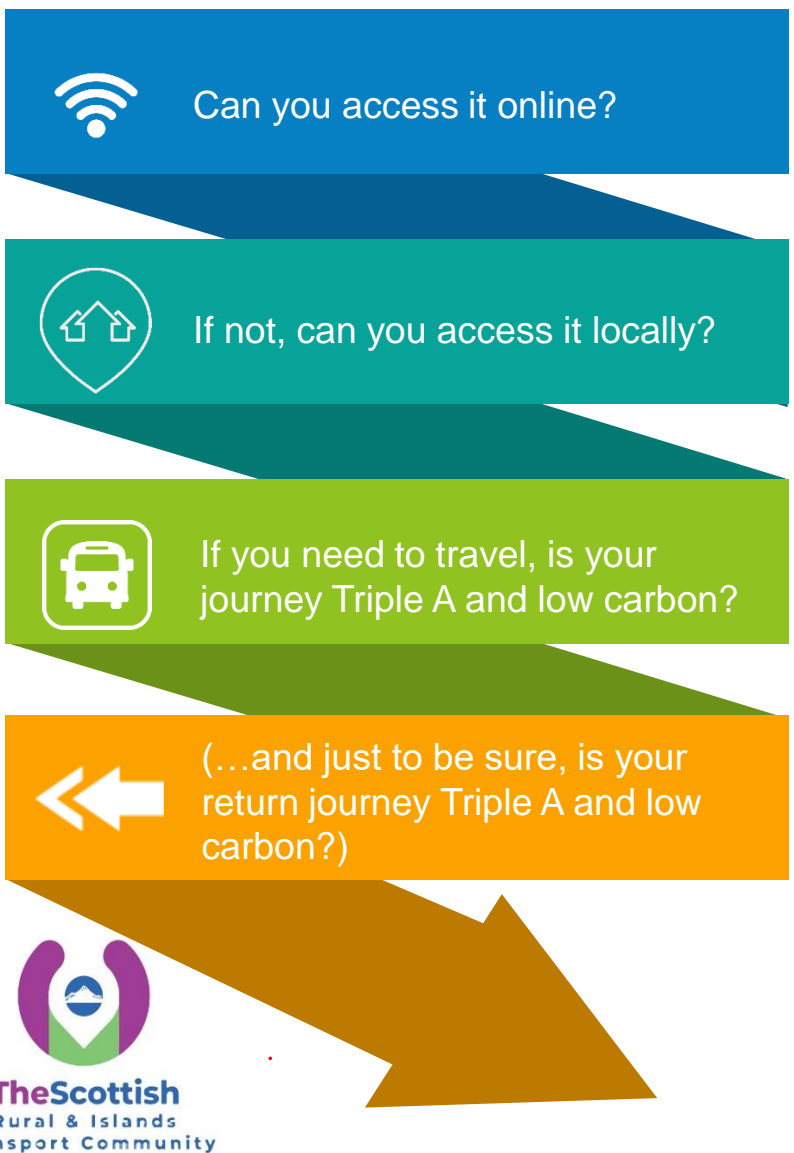 Can you access it online?
If not, can you access it locally?
If you need to travel, is your
journey Triple A and low carbon?
(…and just to be sure, is your
return journey Triple A and low
carbon?)
TheScottish
Rural & Islands
nsport Community